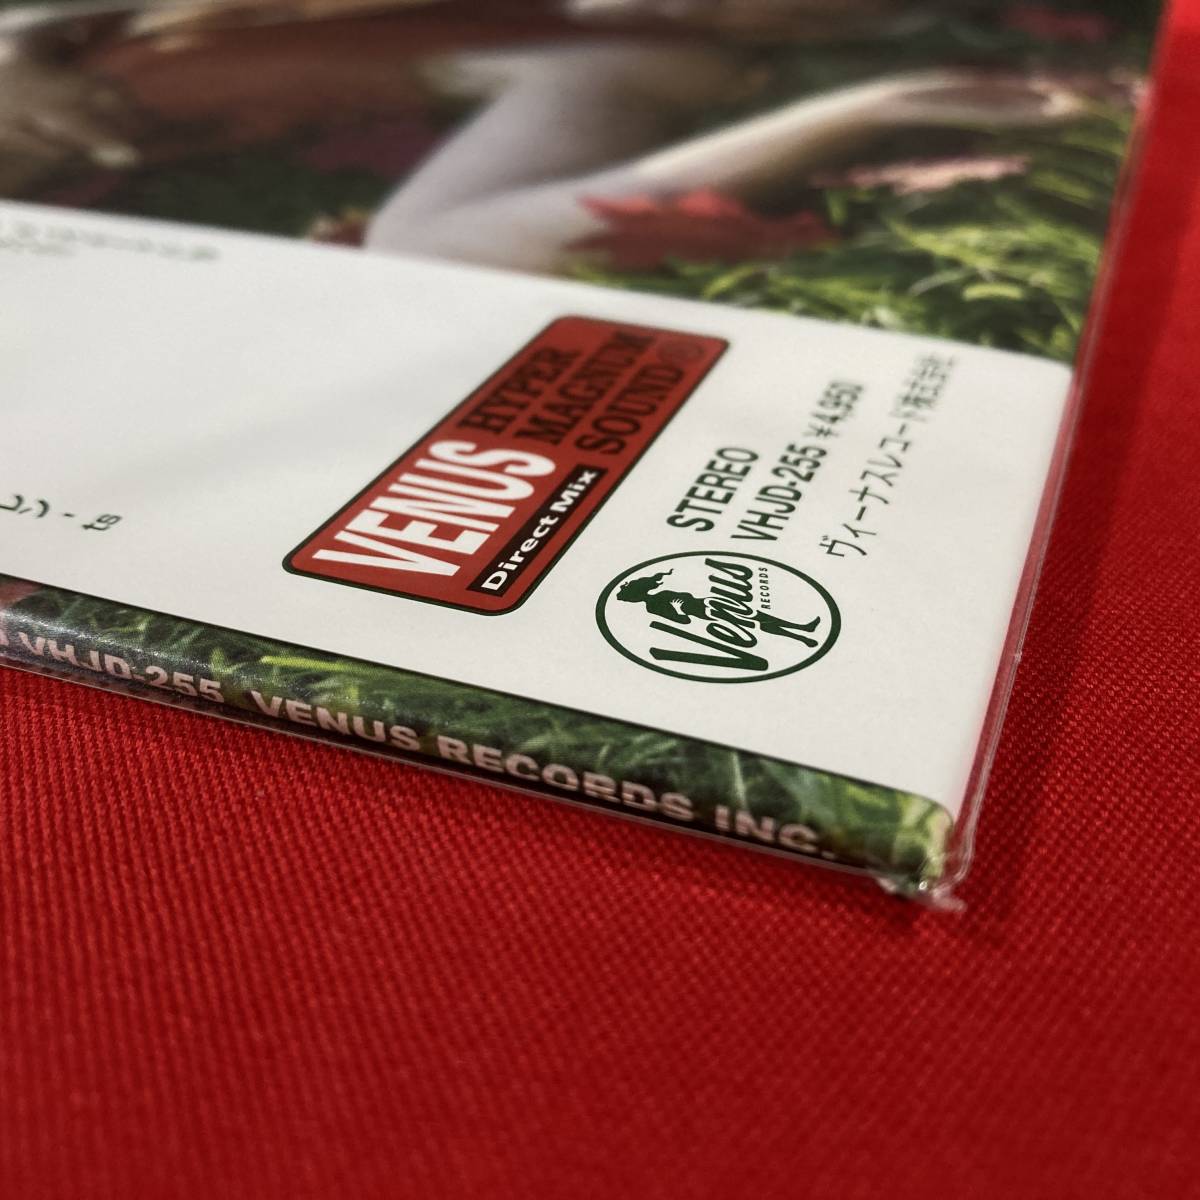 VENUS
HYPER
MAGNUM
SOUND
Direct Mix
STEREO
VHJD-255 ¥4,950
ヴィーナスレコード株式会社
Venus
RECORDS
ts
VHJD-255 VENUS RECORDS INC.